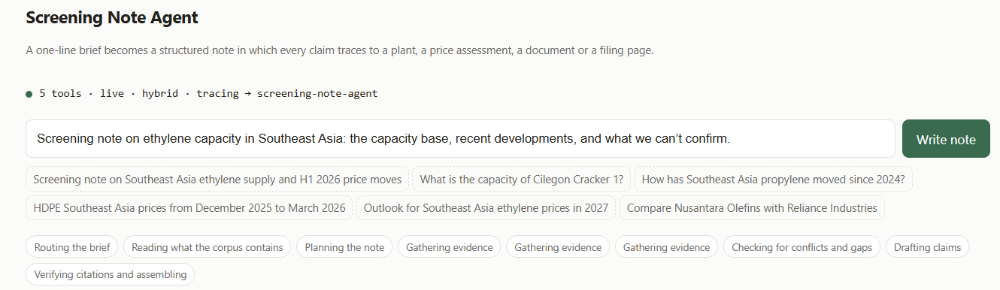 Screening Note Agent
A one-line brief becomes a structured note in which every claim traces to a plant, a price assessment, a document or a filing page.
5 tools · live · hybrid · tracing → screening-note-agent
Screening note on ethylene capacity in Southeast Asia: the capacity base, recent developments, and what we can’t confirm.
Write note
Screening note on Southeast Asia ethylene supply and H1 2026 price moves
What is the capacity of Cilegon Cracker 1?
How has Southeast Asia propylene moved since 2024?
HDPE Southeast Asia prices from December 2025 to March 2026
Outlook for Southeast Asia ethylene prices in 2027
Compare Nusantara Olefins with Reliance Industries
Routing the brief
Reading what the corpus contains
Planning the note
Gathering evidence
Gathering evidence
Gathering evidence
Checking for conflicts and gaps
Drafting claims
Verifying citations and assembling